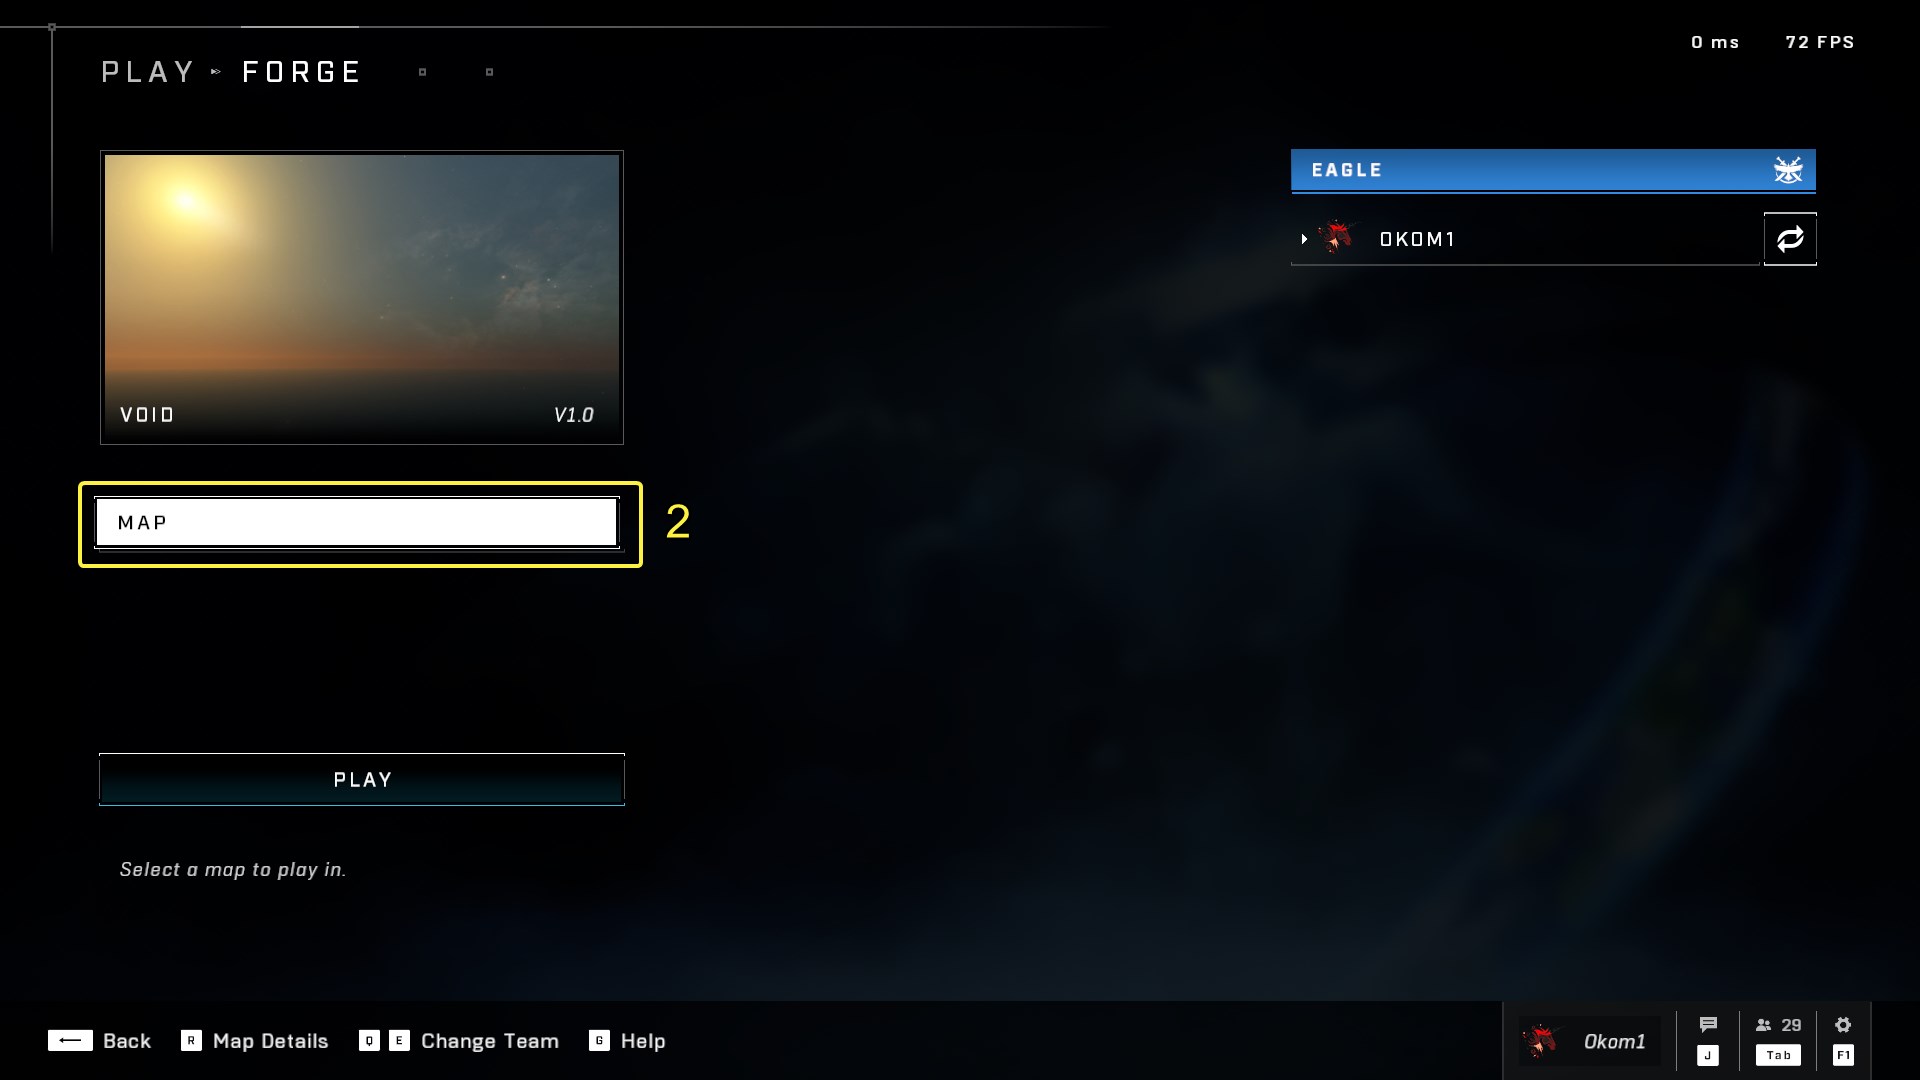 0 ms 72 FPS
PLAY FORGE
EAGLE
OKOM1
VOID V1.0
MAP
2
PLAY
Select a map to play in.
Back R Map Details Q E Change Team G Help
Okom1 J 29 Tab F1